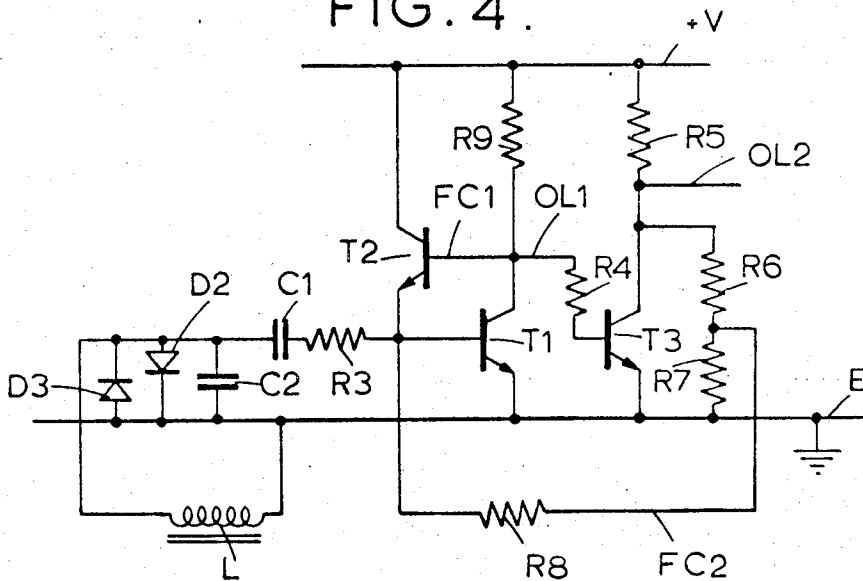 FIG. 4.
+V
R9
R5
OL2
FC1
OL1
T2
R4
R6
D2
C1
T1
T3
D3
C2
R3
R7
E
L
R8
FC2